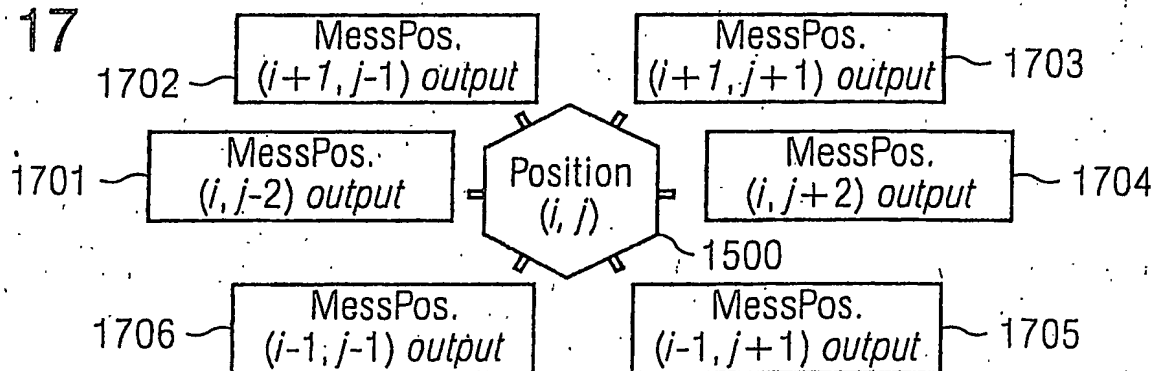 17
MessPos.
(i+1, j-1) output
1702
MessPos.
(i+1, j+1) output
1703
MessPos.
(i, j-2) output
1701
Position
(i, j)
1500
MessPos.
(i, j+2) output
1704
MessPos.
(i-1; j-1) output
1706
MessPos.
(i-1, j+1) output
1705